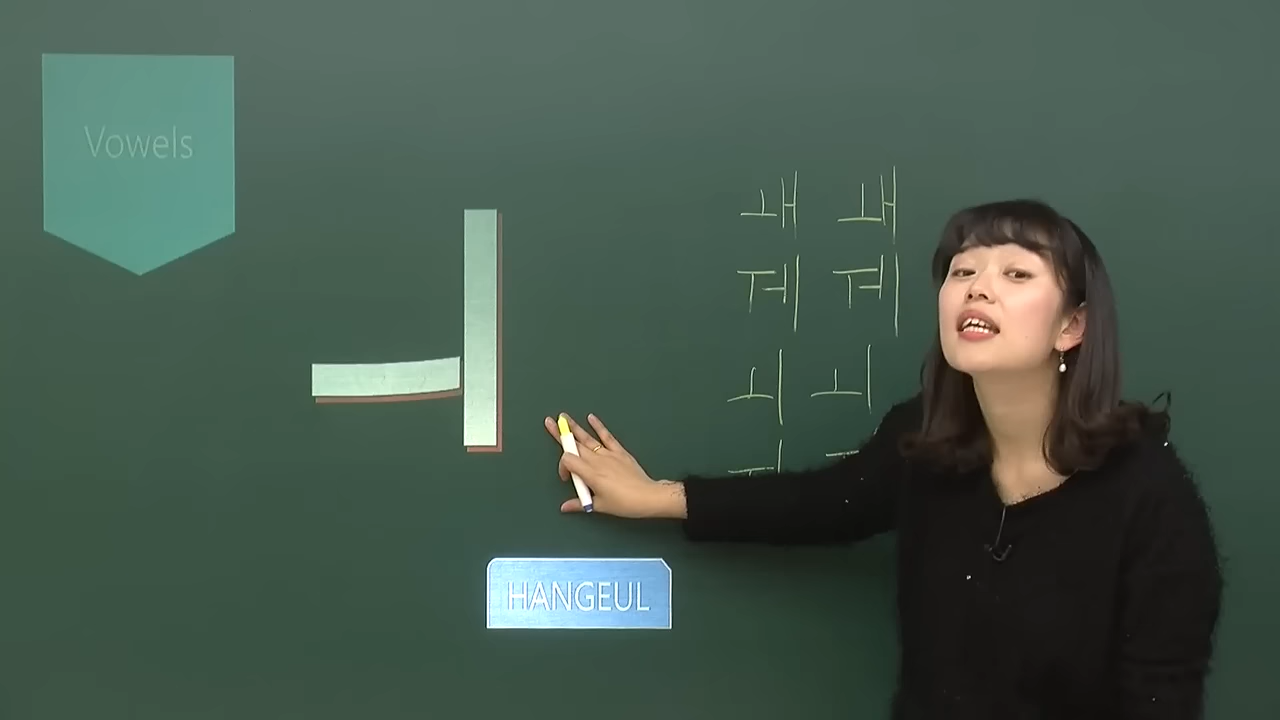 Vowels
ㅢ
ㅙ ㅙ
ㅞ ㅞ
ㅚ ㅚ
HANGEUL